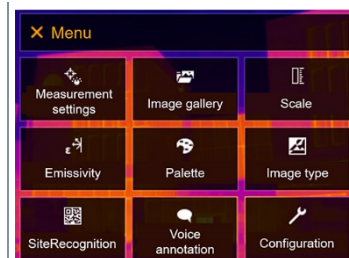 × Menu
Measurement
settings
Image gallery
Scale
ε
Emissivity
Palette
Image type
SiteRecognition
Voice
annotation
Configuration